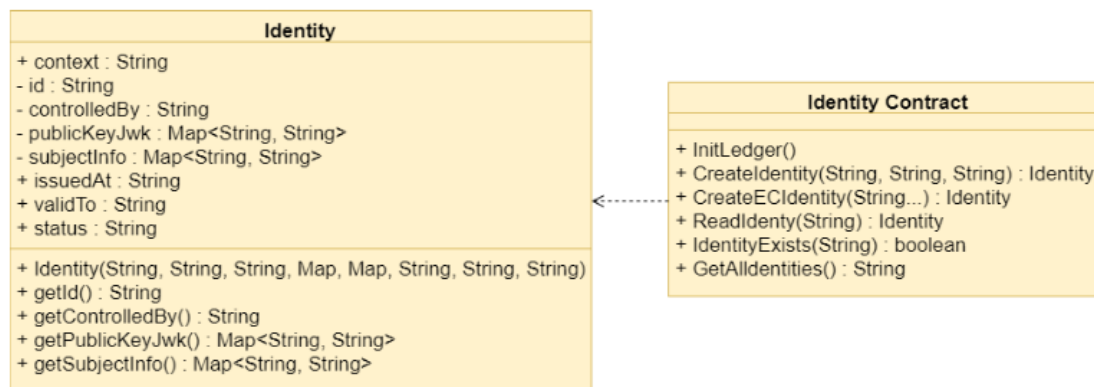 Identity
+ context : String
- id : String
- controlledBy : String
- publicKeyJwk : Map<String, String>
- subjectInfo : Map<String, String>
+ issuedAt : String
+ validTo : String
+ status : String
+ Identity(String, String, String, Map, Map, String, String, String)
+ getId() : String
+ getControlledBy() : String
+ getPublicKeyJwk() : Map<String, String>
+ getSubjectInfo() : Map<String, String>
Identity Contract
+ InitLedger()
+ CreateIdentity(String, String, String) : Identity
+ CreateECIdentity(String...) : Identity
+ ReadIdenty(String) : Identity
+ IdentityExists(String) : boolean
+ GetAlldentities() : String